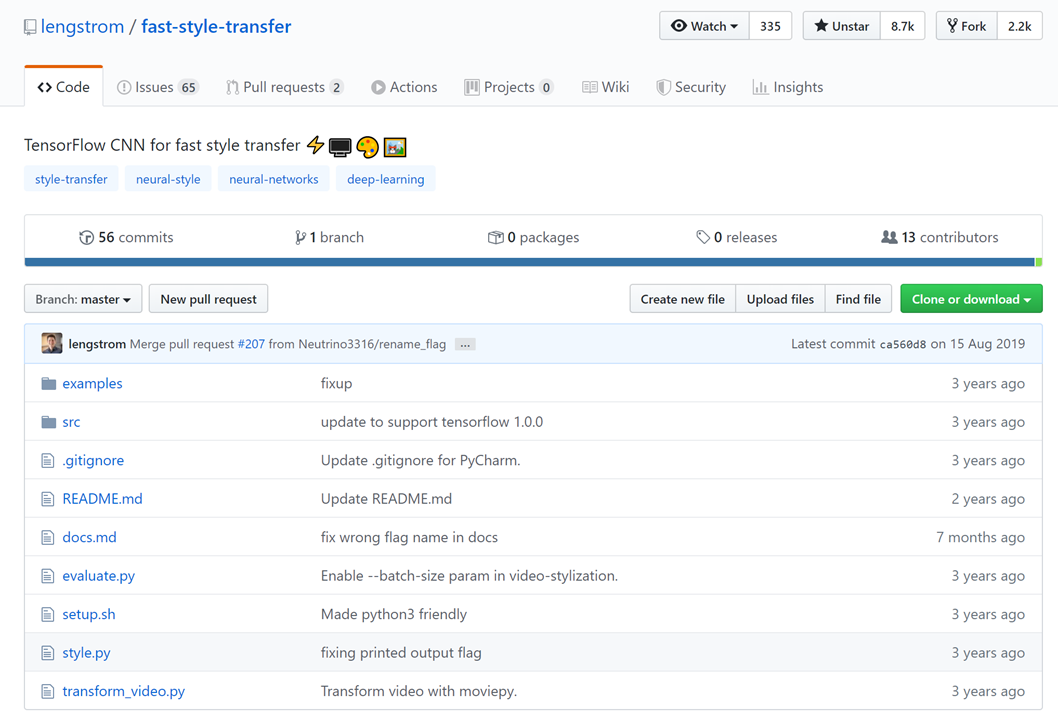 lengstrom / fast-style-transfer
Watch 335 Unstar 8.7k Fork 2.2k
Code Issues 65 Pull requests 2 Actions Projects 0 Wiki Security Insights
TensorFlow CNN for fast style transfer ⚡🖥🎨🖼
style-transfer neural-style neural-networks deep-learning
56 commits 1 branch 0 packages 0 releases 13 contributors
Branch: master New pull request Create new file Upload files Find file Clone or download
lengstrom Merge pull request #207 from Neutrino3316/rename_flag ... Latest commit ca560d8 on 15 Aug 2019
examples fixup 3 years ago
src update to support tensorflow 1.0.0 3 years ago
.gitignore Update .gitignore for PyCharm. 3 years ago
README.md Update README.md 2 years ago
docs.md fix wrong flag name in docs 7 months ago
evaluate.py Enable --batch-size param in video-stylization. 3 years ago
setup.sh Made python3 friendly 3 years ago
style.py fixing printed output flag 3 years ago
transform_video.py Transform video with moviepy. 3 years ago